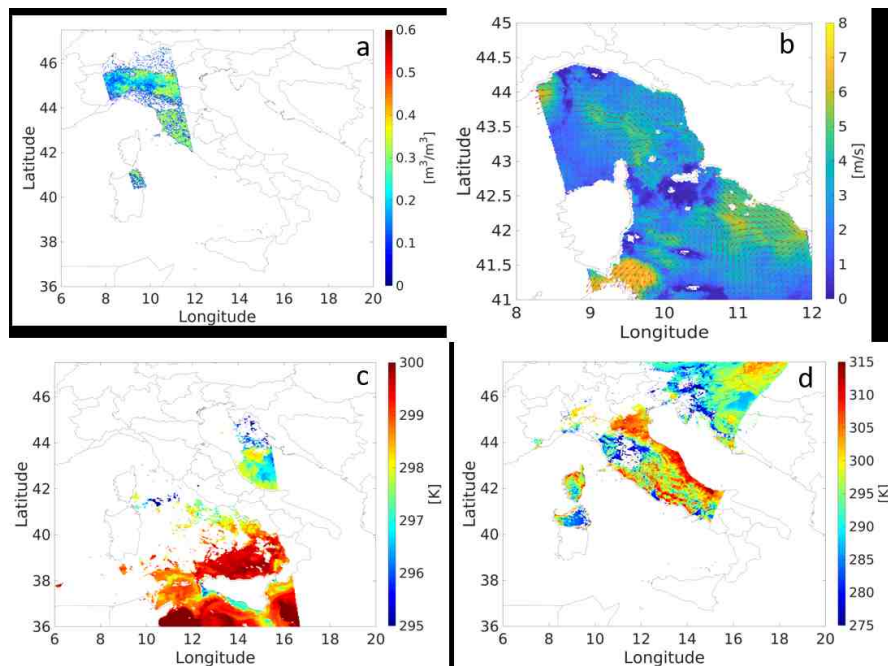 a
46
44
42
40
38
36
6 8 10 12 14 16 18 20
Latitude
Longitude
0.6
0.5
0.4
0.3
0.2
0.1
0
[m³/m³]
b
45
44.5
44
43.5
43
42.5
42
41.5
41
8 9 10 11 12
Latitude
Longitude
8
7
6
5
4
3
2
1
0
[m/s]
c
46
44
42
40
38
36
6 8 10 12 14 16 18 20
Latitude
Longitude
300
299
298
297
296
295
[K]
d
46
44
42
40
38
36
6 8 10 12 14 16 18 20
Latitude
Longitude
315
310
305
300
295
290
285
280
275
[K]